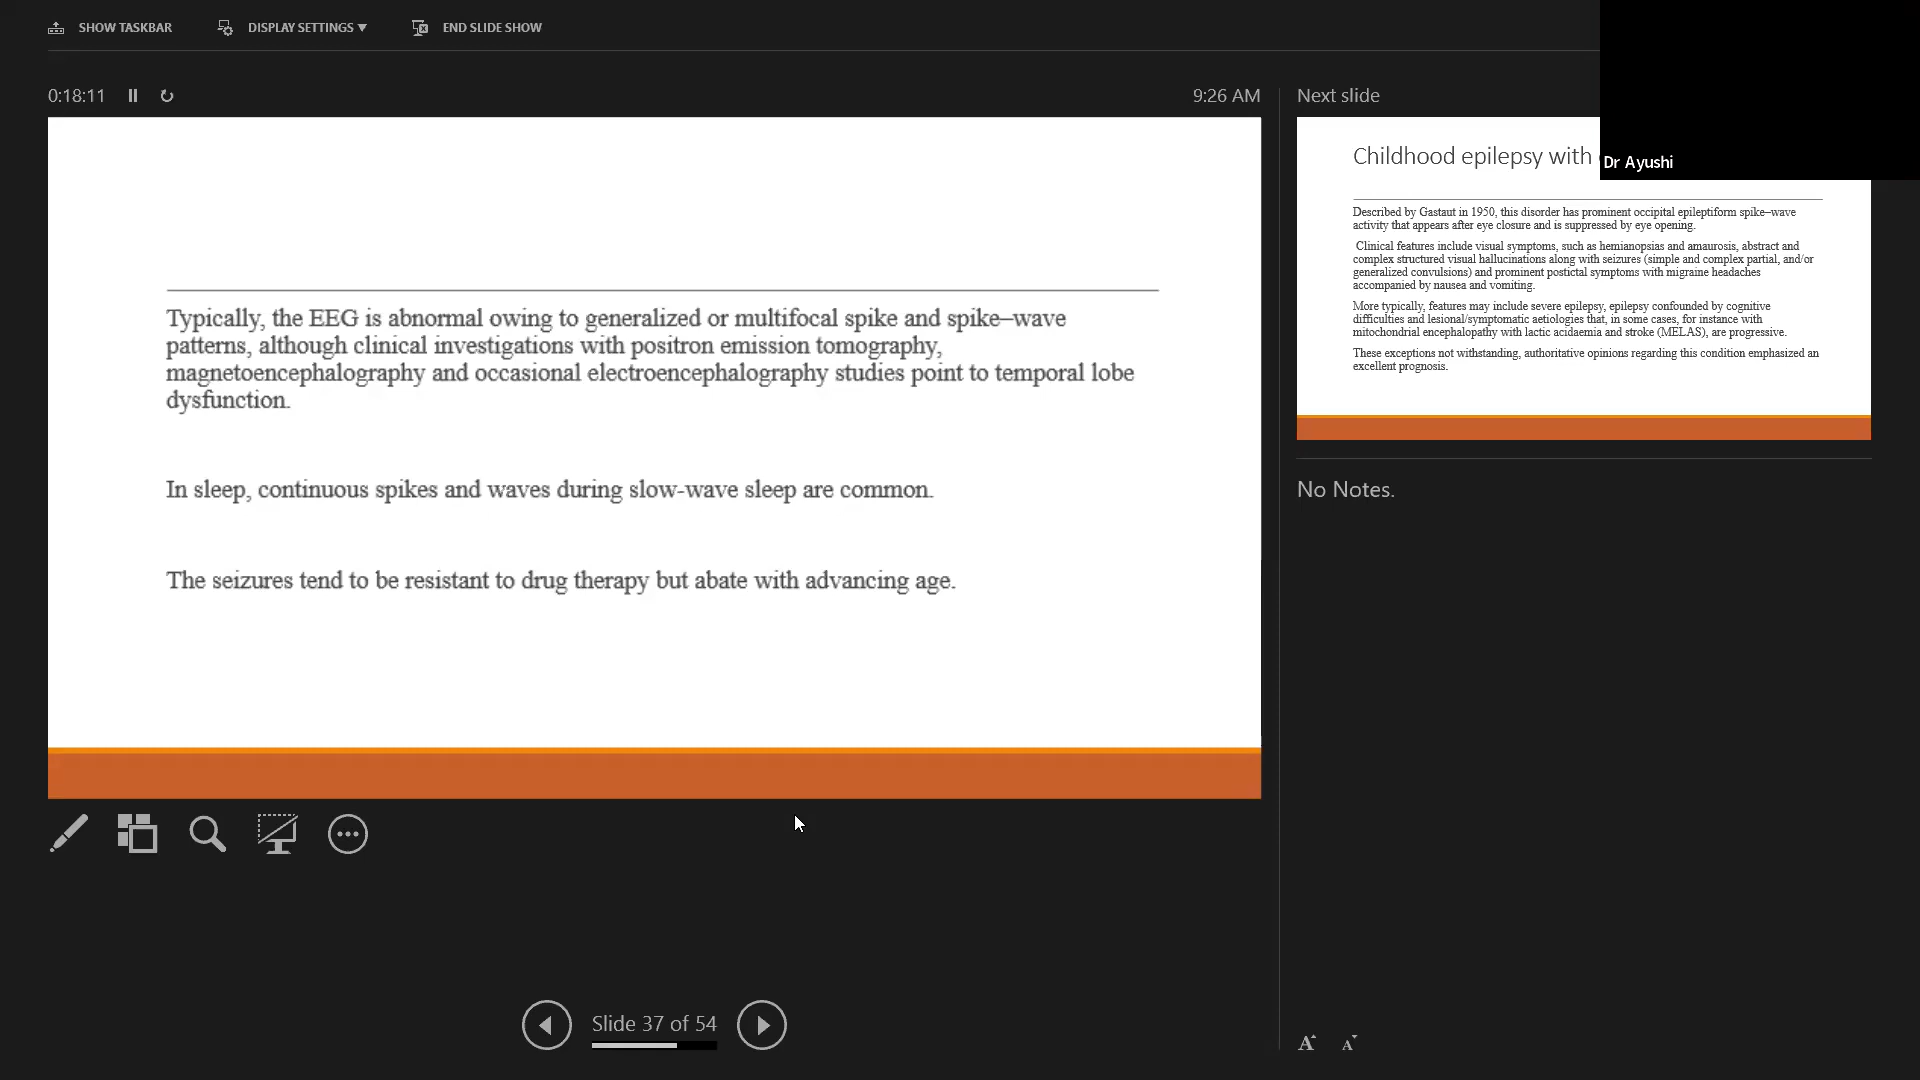 SHOW TASKBAR
DISPLAY SETTINGS
END SLIDE SHOW
0:18:11
9:26 AM
Typically, the EEG is abnormal owing to generalized or multifocal spike and spike–wave
patterns, although clinical investigations with positron emission tomography,
magnetoencephalography and occasional electroencephalography studies point to temporal lobe
dysfunction.
In sleep, continuous spikes and waves during slow-wave sleep are common.
The seizures tend to be resistant to drug therapy but abate with advancing age.
Slide 37 of 54
Next slide
Dr Ayushi
Childhood epilepsy with
Described by Gastaut in 1950, this disorder has prominent occipital epileptiform spike–wave
activity that appears after eye closure and is suppressed by eye opening.
Clinical features include visual symptoms, such as hemianopsias and amaurosis, abstract and
complex structured visual hallucinations along with seizures (simple and complex partial, and/or
generalized convulsions) and prominent postictal symptoms with migraine headaches
accompanied by nausea and vomiting.
More typically, features may include severe epilepsy, epilepsy confounded by cognitive
difficulties and lesional/symptomatic aetiologies that, in some cases, for instance with
mitochondrial encephalopathy with lactic acidaemia and stroke (MELAS), are progressive.
These exceptions not withstanding, authoritative opinions regarding this condition emphasized an
excellent prognosis.
No Notes.
A A